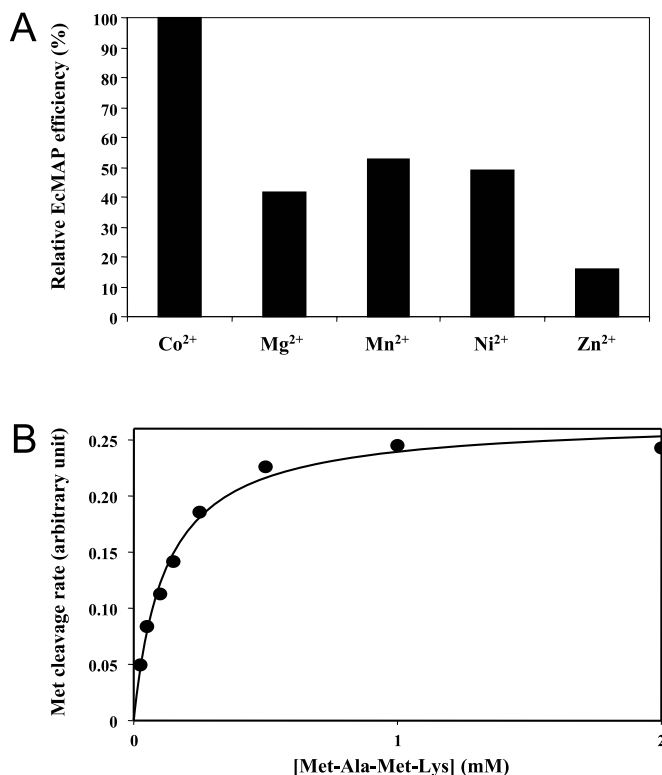 A
Relative EcMAP efficiency (%)
100
90
80
70
60
50
40
30
20
10
0
Co²⁺ Mg²⁺ Mn²⁺ Ni²⁺ Zn²⁺
B
Met cleavage rate (arbitrary unit)
0.25
0.20
0.15
0.10
0.05
0
0 1 2
[Met-Ala-Met-Lys] (mM)